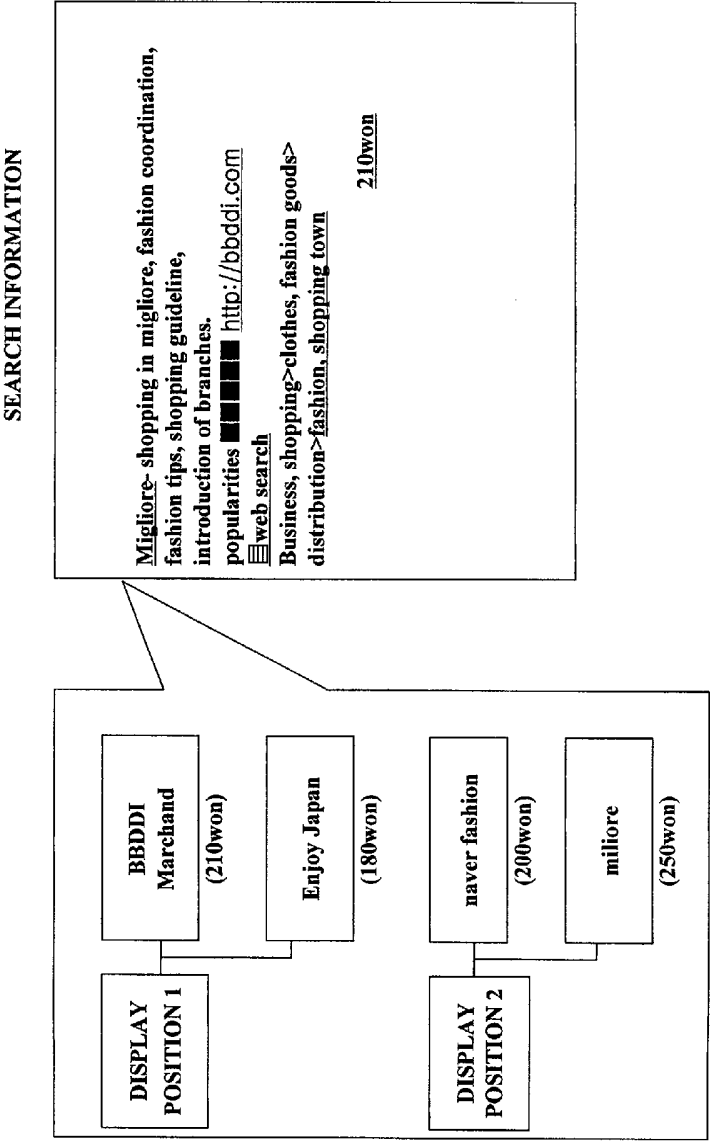 SEARCH INFORMATION
Migliore- shopping in migliore, fashion coordination,
fashion tips, shopping guideline,
introduction of branches.
popularities ■■■■■ http://bbddi.com
web search
Business, shopping>clothes, fashion goods>
distribution>fashion, shopping town
210won
DISPLAY
POSITION 1
BBDDI
Marchand
(210won)
Enjoy Japan
(180won)
DISPLAY
POSITION 2
naver fashion
(200won)
miliore
(250won)